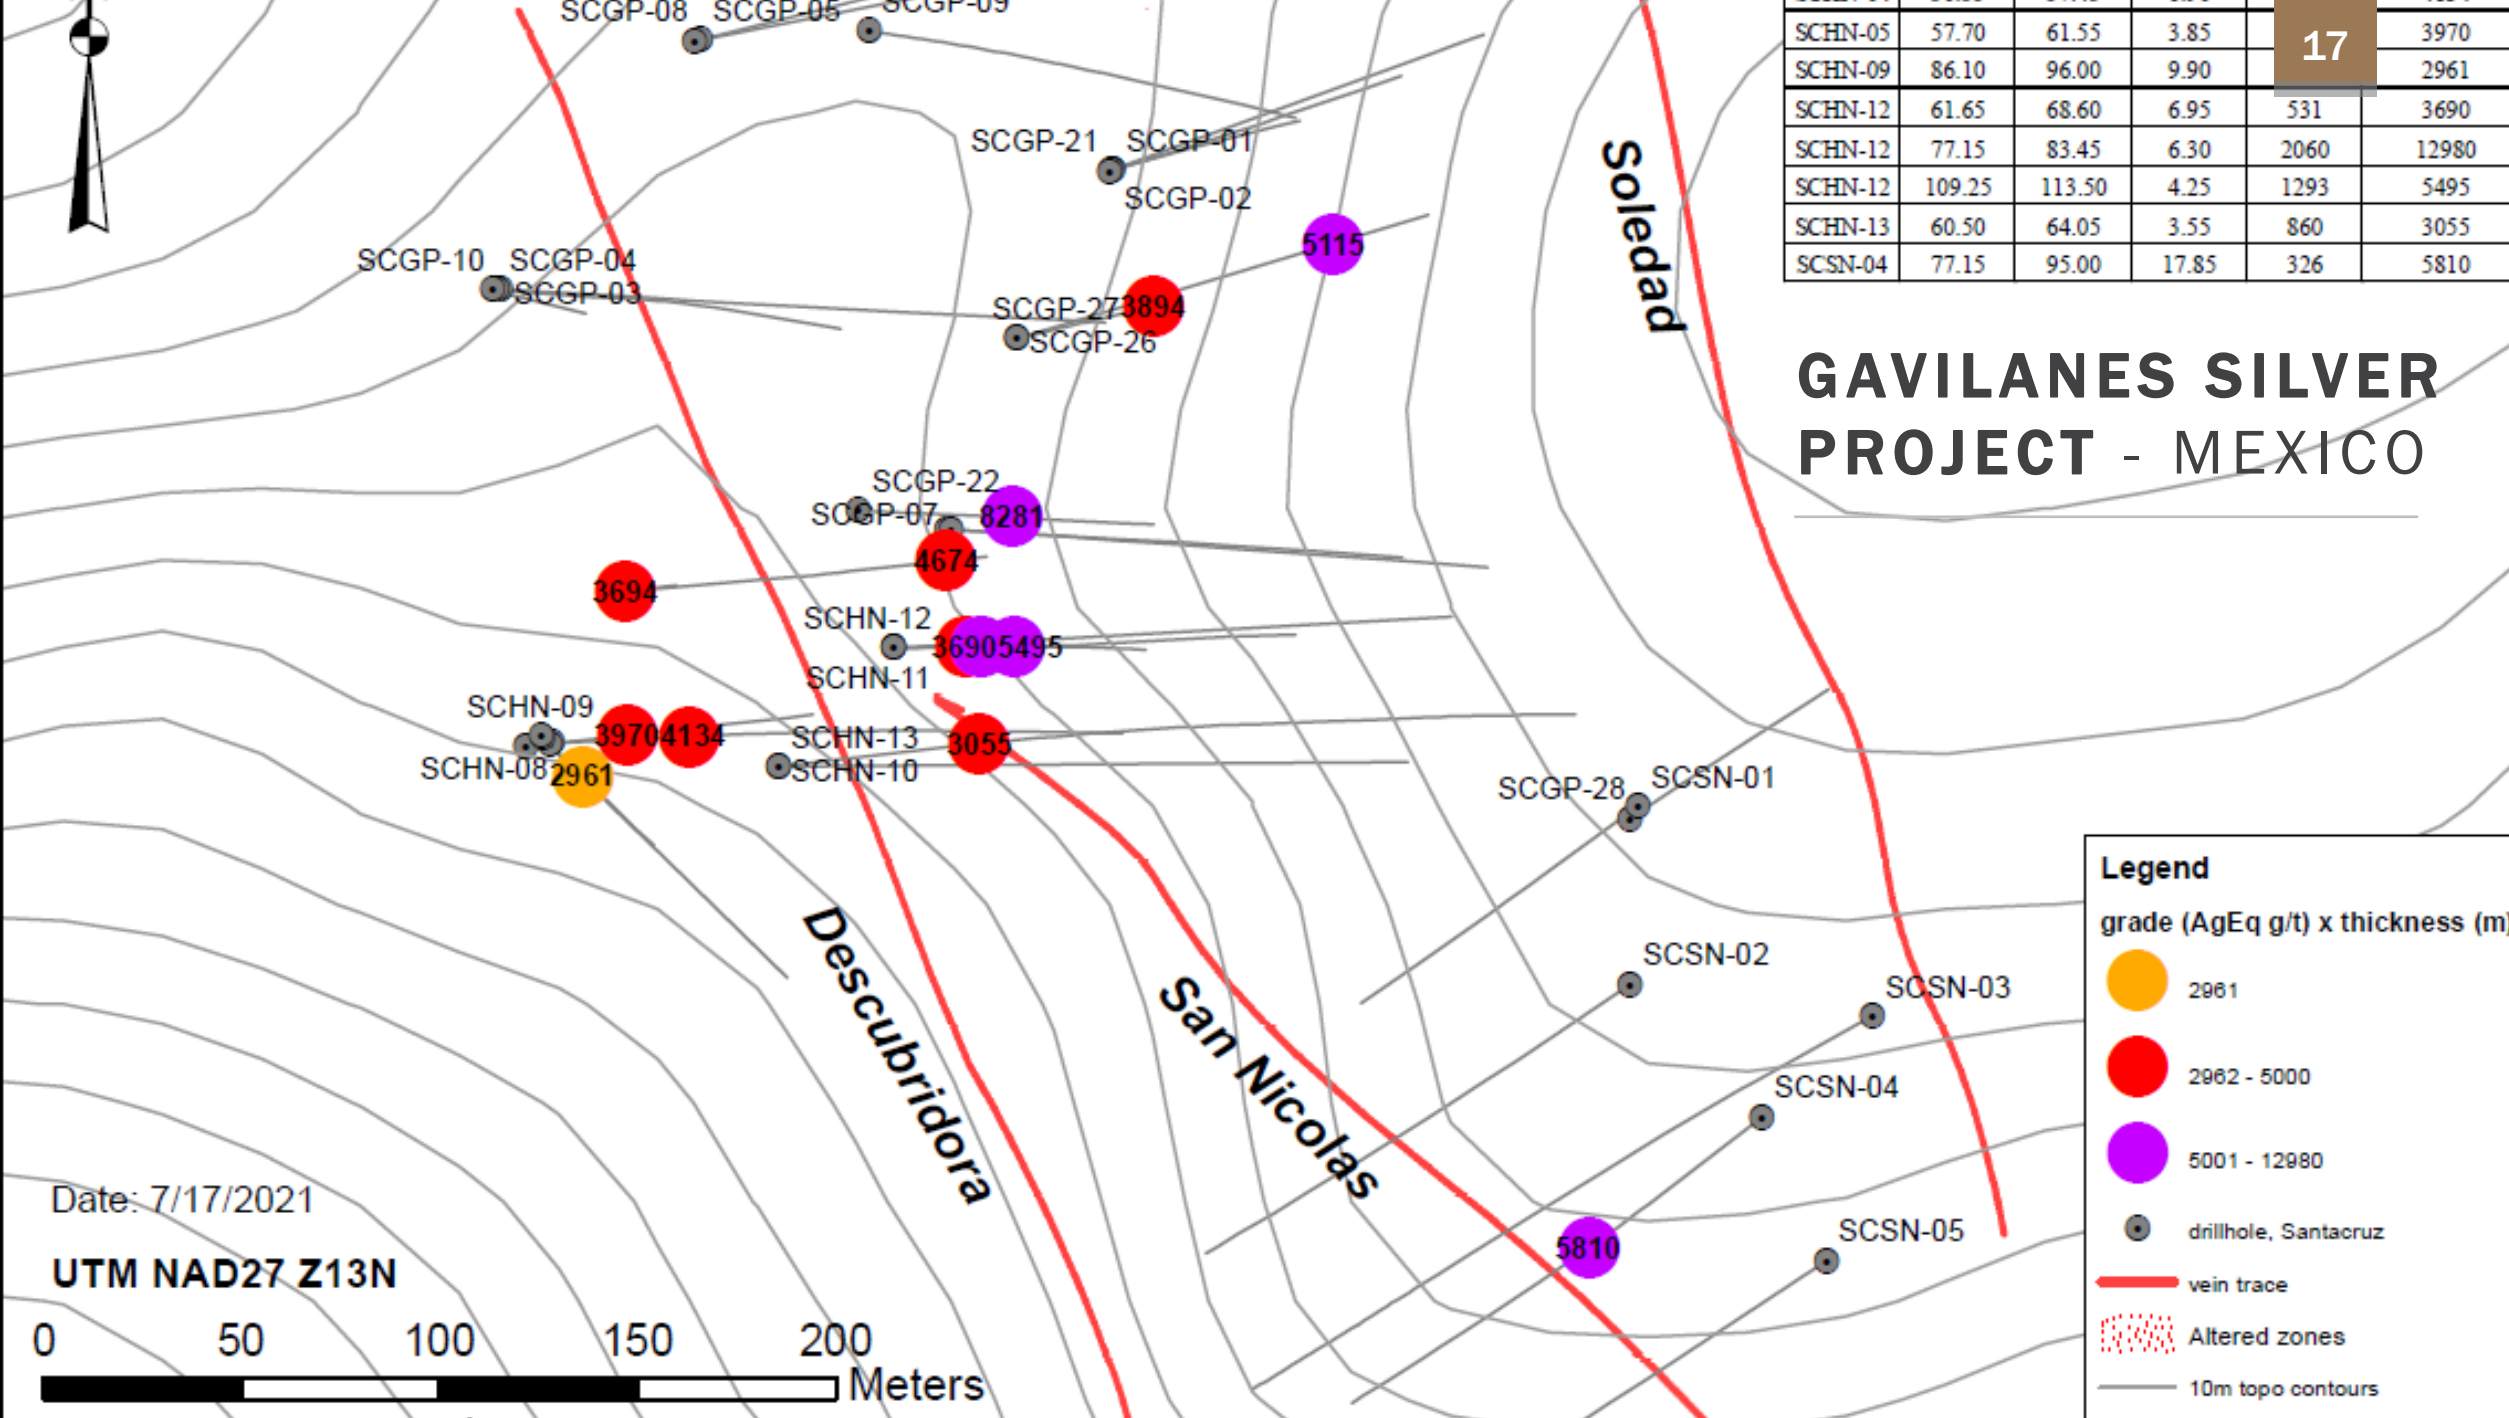 SCGP-08 SCGP-05 SCGP-09
17
SCHN-05 57.70 61.55 3.85 3970
SCHN-09 86.10 96.00 9.90 2961
SCHN-12 61.65 68.60 6.95 531 3690
SCHN-12 77.15 83.45 6.30 2060 12980
SCHN-12 109.25 113.50 4.25 1293 5495
SCHN-13 60.50 64.05 3.55 860 3055
SCSN-04 77.15 95.00 17.85 326 5810
SCGP-21 SCGP-01
SCGP-02
Soledad
5115
SCGP-10 SCGP-04
SCGP-03
SCGP-27 3894
SCGP-26
GAVILANES SILVER
PROJECT - MEXICO
SCGP-22
SCGP-07 8281
4674
3694
SCHN-12
3690 5495
SCHN-11
SCHN-09
3970 4134
SCHN-13 3055
SCHN-08 2961
SCHN-10
SCGP-28 SCSN-01
Descubridora
San Nicolas
SCSN-02
SCSN-03
SCSN-04
5810
SCSN-05
Legend
grade (AgEq g/t) x thickness (m)
2961
2962 - 5000
5001 - 12980
drillhole, Santacruz
vein trace
Altered zones
10m topo contours
Date: 7/17/2021
UTM NAD27 Z13N
0 50 100 150 200
Meters